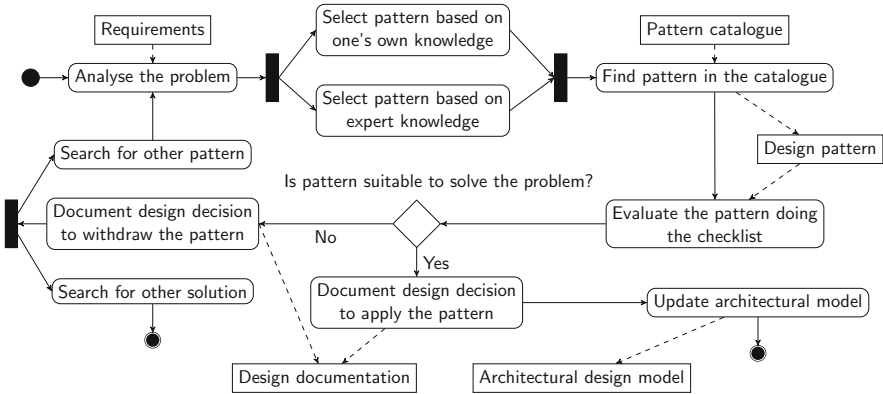 Requirements
Select pattern based on
one's own knowledge
Pattern catalogue
Analyse the problem
Find pattern in the catalogue
Select pattern based on
expert knowledge
Search for other pattern
Design pattern
Is pattern suitable to solve the problem?
Document design decision
to withdraw the pattern
No
Evaluate the pattern doing
the checklist
Yes
Search for other solution
Document design decision
to apply the pattern
Update architectural model
Design documentation
Architectural design model